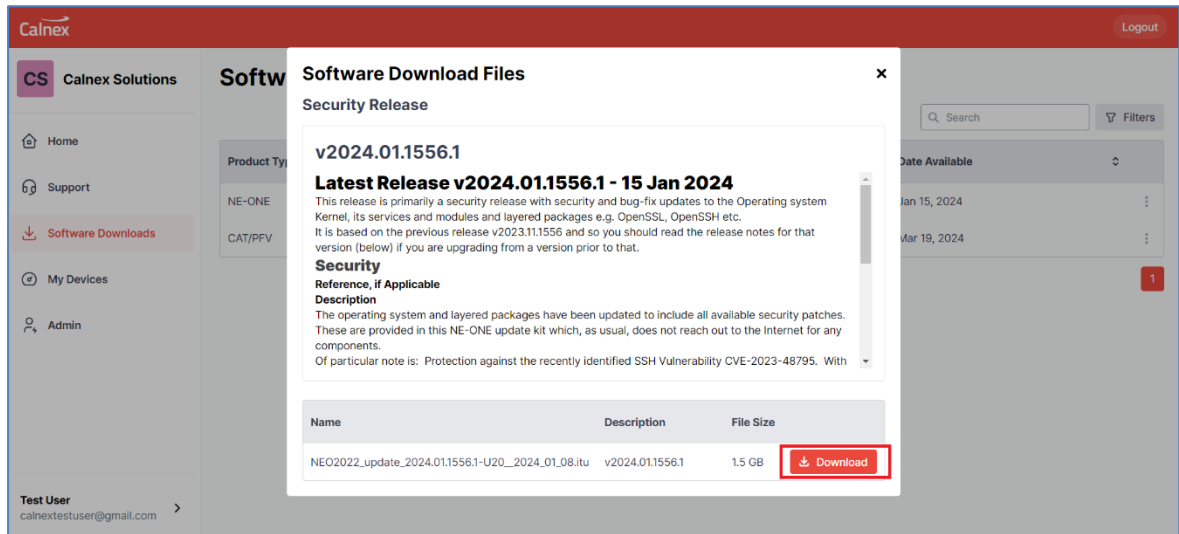 Calnex
Logout
CS Calnex Solutions
Home
Support
Software Downloads
My Devices
Admin
Test User
calnextestuser@gmail.com
Softw
Search
Filters
Product Ty
Date Available
NE-ONE
Jan 15, 2024
CAT/PFV
Mar 19, 2024
1
Software Download Files
Security Release
v2024.01.1556.1
Latest Release v2024.01.1556.1 - 15 Jan 2024
This release is primarily a security release with security and bug-fix updates to the Operating system
Kernel, its services and modules and layered packages e.g. OpenSSL, OpenSSH etc.
It is based on the previous release v2023.11.1556 and so you should read the release notes for that
version (below) if you are upgrading from a version prior to that.
Security
Reference, if Applicable
Description
The operating system and layered packages have been updated to include all available security patches.
These are provided in this NE-ONE update kit which, as usual, does not reach out to the Internet for any
components.
Of particular note is: Protection against the recently identified SSH Vulnerability CVE-2023-48795. With
Name Description File Size
NEO2022_update_2024.01.1556.1-U20__2024_01_08.itu v2024.01.1556.1 1.5 GB Download